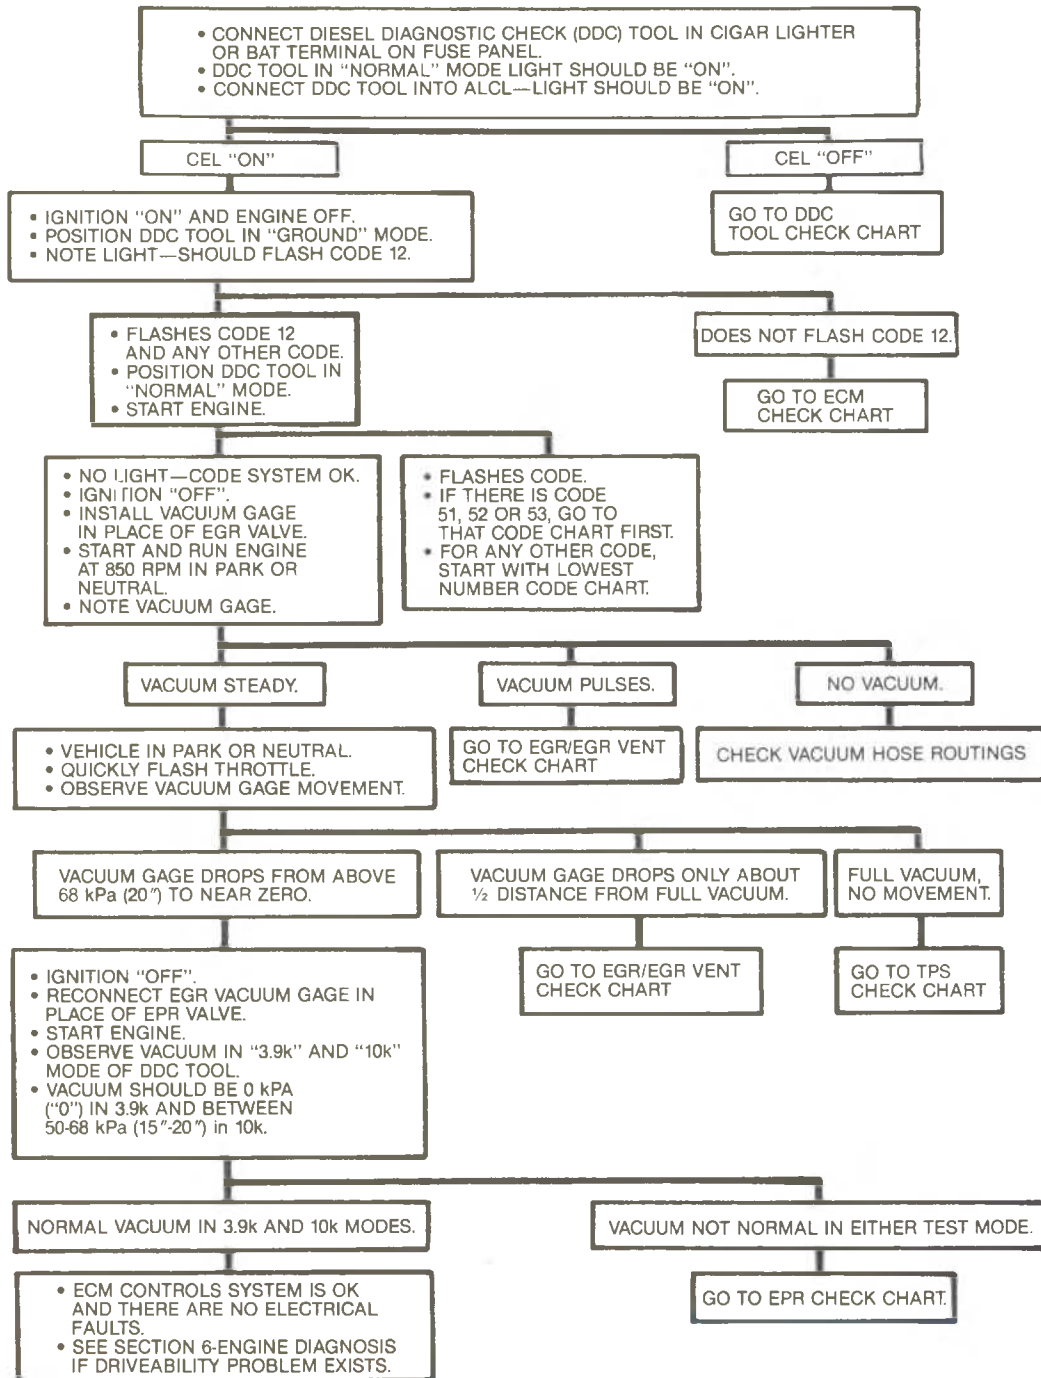 • CONNECT DIESEL DIAGNOSTIC CHECK (DDC) TOOL IN CIGAR LIGHTER
OR BAT TERMINAL ON FUSE PANEL.
• DDC TOOL IN “NORMAL” MODE LIGHT SHOULD BE “ON”.
• CONNECT DDC TOOL INTO ALCL—LIGHT SHOULD BE “ON”.
CEL “ON”
CEL “OFF”
• IGNITION “ON” AND ENGINE OFF.
• POSITION DDC TOOL IN “GROUND” MODE.
• NOTE LIGHT—SHOULD FLASH CODE 12.
GO TO DDC
TOOL CHECK CHART
• FLASHES CODE 12
AND ANY OTHER CODE.
• POSITION DDC TOOL IN
“NORMAL” MODE.
• START ENGINE.
DOES NOT FLASH CODE 12.
GO TO ECM
CHECK CHART
• NO LIGHT—CODE SYSTEM OK.
• IGNITION “OFF”.
• INSTALL VACUUM GAGE
IN PLACE OF EGR VALVE.
• START AND RUN ENGINE
AT 850 RPM IN PARK OR
NEUTRAL.
• NOTE VACUUM GAGE.
• FLASHES CODE.
• IF THERE IS CODE
51, 52 OR 53, GO TO
THAT CODE CHART FIRST.
• FOR ANY OTHER CODE,
START WITH LOWEST
NUMBER CODE CHART.
VACUUM STEADY.
VACUUM PULSES.
NO VACUUM.
• VEHICLE IN PARK OR NEUTRAL.
• QUICKLY FLASH THROTTLE.
• OBSERVE VACUUM GAGE MOVEMENT.
GO TO EGR/EGR VENT
CHECK CHART
CHECK VACUUM HOSE ROUTINGS
VACUUM GAGE DROPS FROM ABOVE
68 kPa (20″) TO NEAR ZERO.
VACUUM GAGE DROPS ONLY ABOUT
½ DISTANCE FROM FULL VACUUM.
FULL VACUUM,
NO MOVEMENT.
• IGNITION “OFF”.
• RECONNECT EGR VACUUM GAGE IN
PLACE OF EPR VALVE.
• START ENGINE.
• OBSERVE VACUUM IN “3.9k” AND “10k”
MODE OF DDC TOOL.
• VACUUM SHOULD BE 0 kPa
(“0”) IN 3.9k AND BETWEEN
50-68 kPa (15″-20″) in 10k.
GO TO EGR/EGR VENT
CHECK CHART
GO TO TPS
CHECK CHART
NORMAL VACUUM IN 3.9k AND 10k MODES.
VACUUM NOT NORMAL IN EITHER TEST MODE.
• ECM CONTROLS SYSTEM IS OK
AND THERE ARE NO ELECTRICAL
FAULTS.
• SEE SECTION 6-ENGINE DIAGNOSIS
IF DRIVEABILITY PROBLEM EXISTS.
GO TO EPR CHECK CHART.